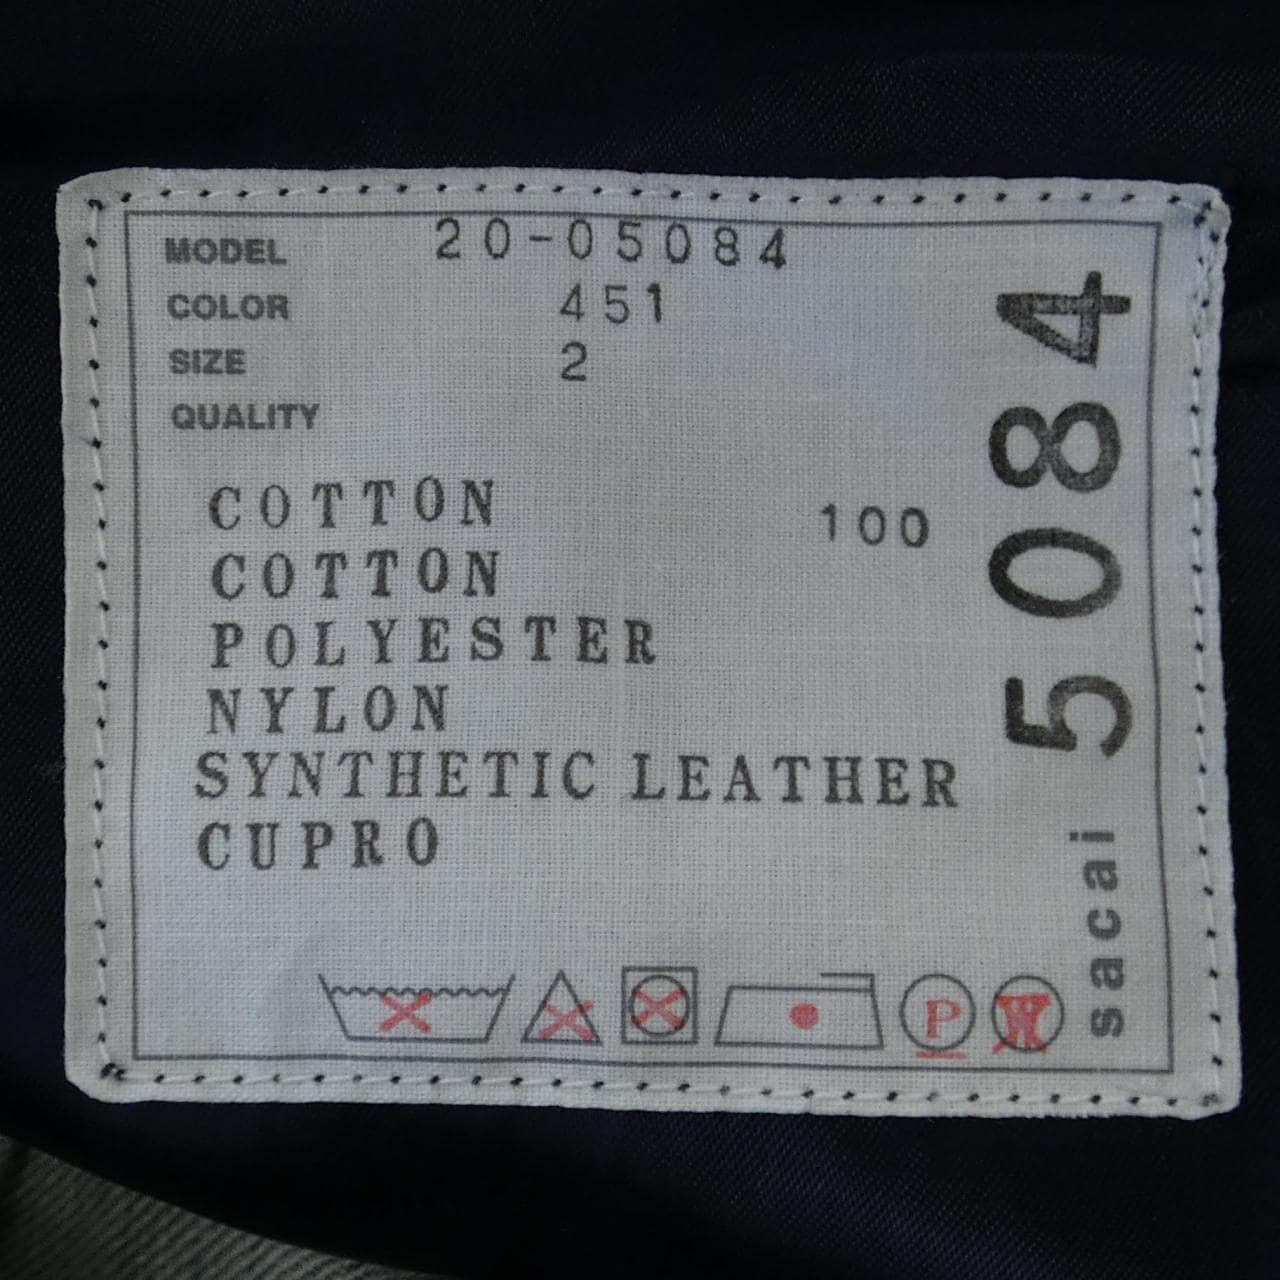 MODEL 20-05084
COLOR 451
SIZE 2
QUALITY
COTTON 100
COTTON
POLYESTER
NYLON
SYNTHETIC LEATHER
CUPRO
P W
sacai 5084